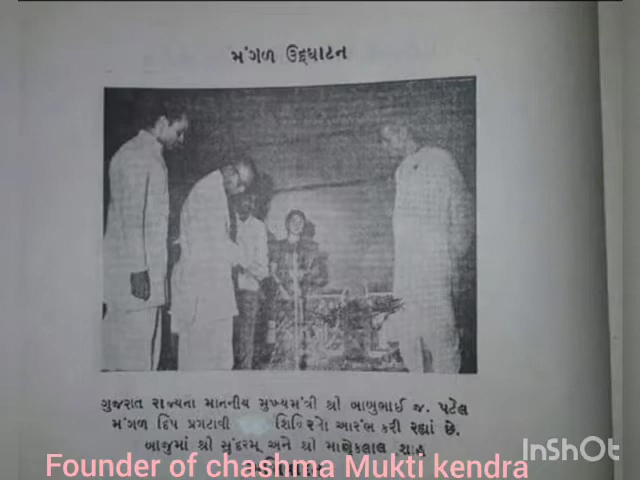 મંગળ ઉદ્ઘાટન
ગુજરાત રાજ્યના માનનીય મુખ્યમંત્રી શ્રી બાબુભાઈ જ. પટેલ
મંગળ દિપ પ્રગટાવી શિબિરનો આરંભ કરી રહ્યાં છે.
બાજુમાં શ્રી સુંદરમ્ અને શ્રી માણેકલાલ શાહ
InShOt
Founder of chashma Mukti kendra